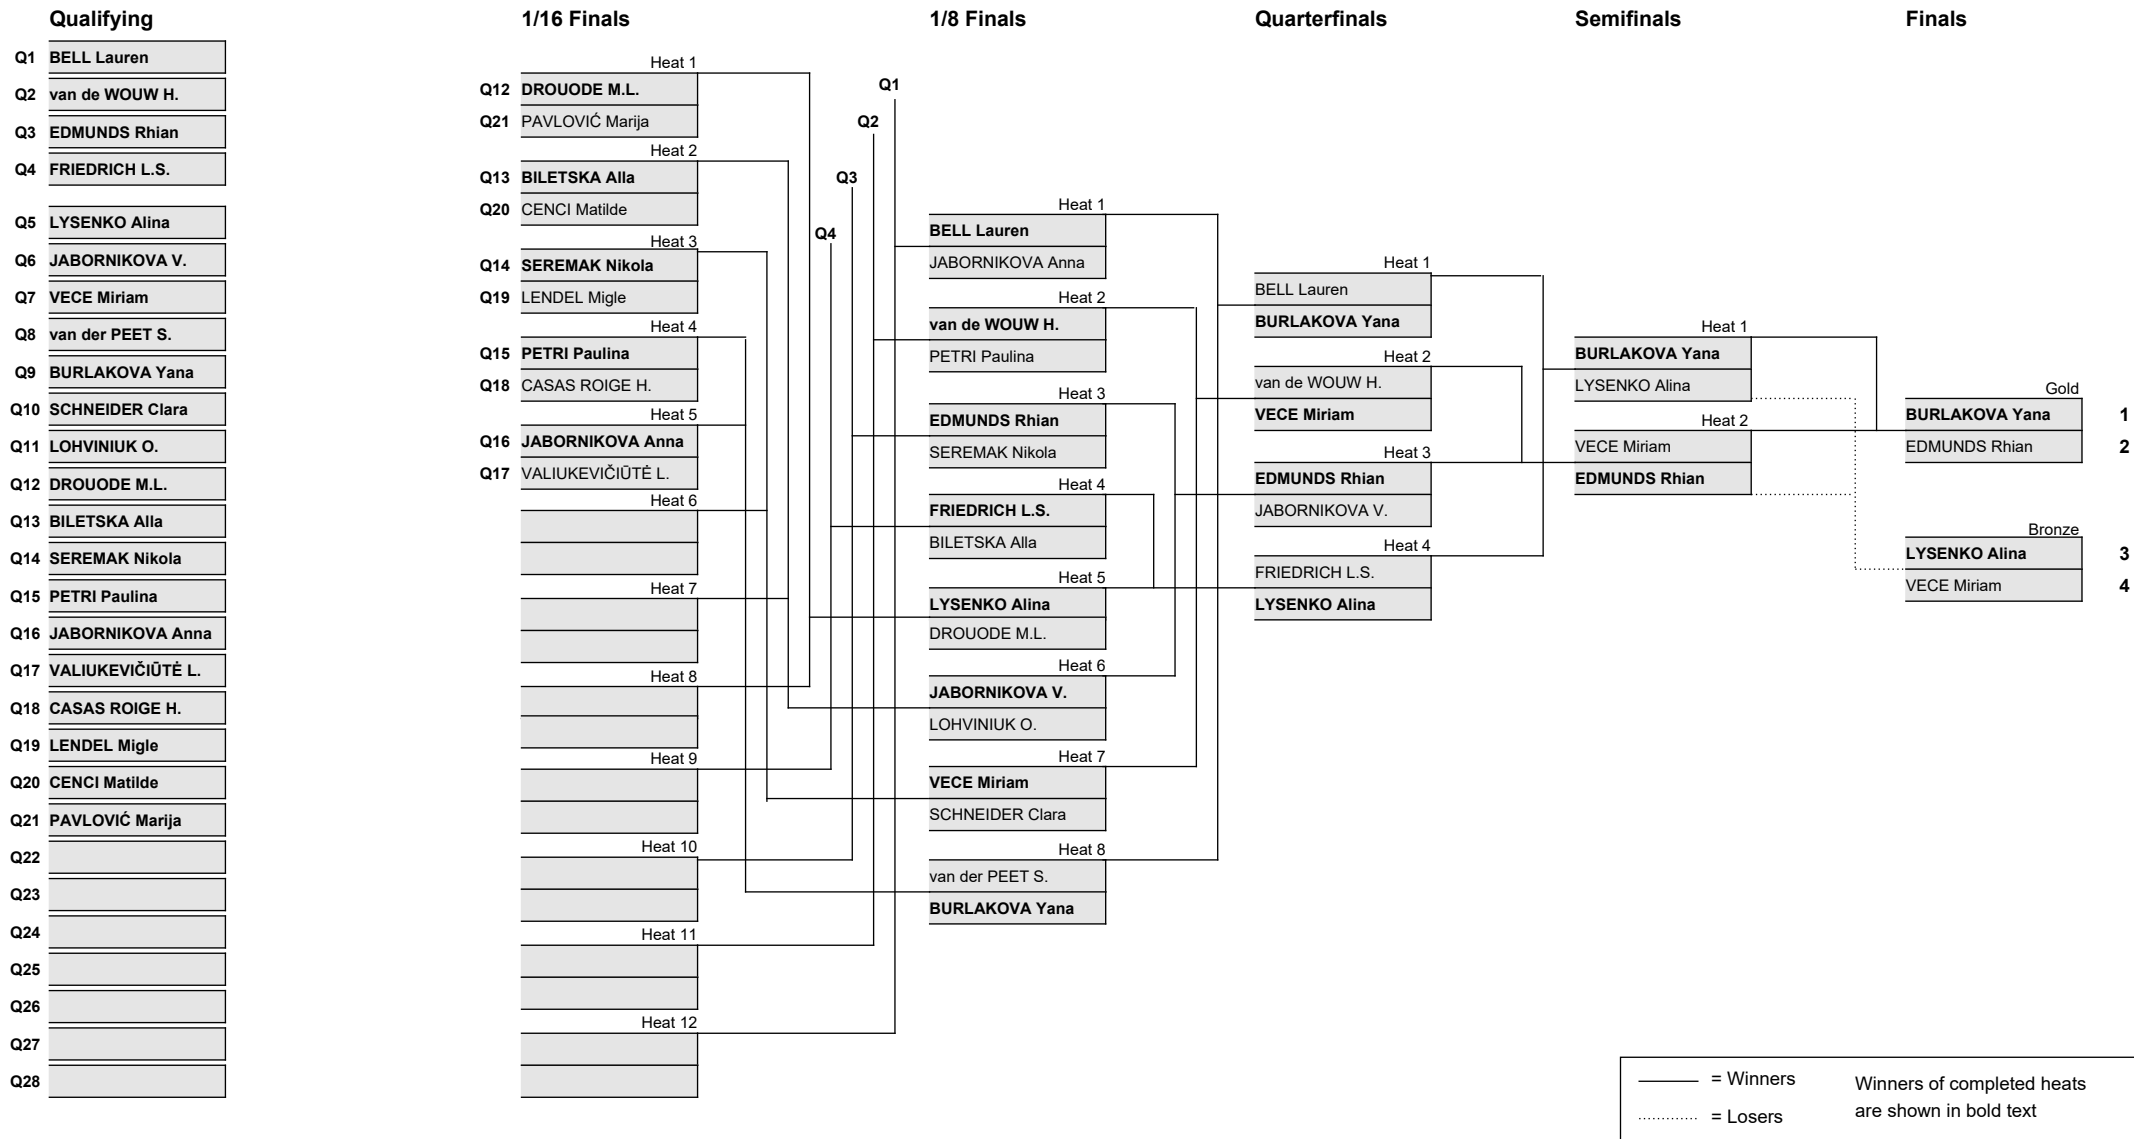 Qualifying
Q1 BELL Lauren
Q2 van de WOUW H.
Q3 EDMUNDS Rhian
Q4 FRIEDRICH L.S.
Q5 LYSENKO Alina
Q6 JABORNIKOVA V.
Q7 VECE Miriam
Q8 van der PEET S.
Q9 BURLAKOVA Yana
Q10 SCHNEIDER Clara
Q11 LOHVINIUK O.
Q12 DROUODE M.L.
Q13 BILETSKA Alla
Q14 SEREMAK Nikola
Q15 PETRI Paulina
Q16 JABORNIKOVA Anna
Q17 VALIUKEVIČIŪTĖ L.
Q18 CASAS ROIGE H.
Q19 LENDEL Migle
Q20 CENCI Matilde
Q21 PAVLOVIĆ Marija
Q22
Q23
Q24
Q25
Q26
Q27
Q28
1/16 Finals
Heat 1
Q12 DROUODE M.L.
Q21 PAVLOVIĆ Marija
Heat 2
Q13 BILETSKA Alla
Q20 CENCI Matilde
Heat 3
Q14 SEREMAK Nikola
Q19 LENDEL Migle
Heat 4
Q15 PETRI Paulina
Q18 CASAS ROIGE H.
Heat 5
Q16 JABORNIKOVA Anna
Q17 VALIUKEVIČIŪTĖ L.
Heat 6
Heat 7
Heat 8
Heat 9
Heat 10
Heat 11
Heat 12
Q1
Q2
Q3
Q4
1/8 Finals
Heat 1
BELL Lauren
JABORNIKOVA Anna
Heat 2
van de WOUW H.
PETRI Paulina
Heat 3
EDMUNDS Rhian
SEREMAK Nikola
Heat 4
FRIEDRICH L.S.
BILETSKA Alla
Heat 5
LYSENKO Alina
DROUODE M.L.
Heat 6
JABORNIKOVA V.
LOHVINIUK O.
Heat 7
VECE Miriam
SCHNEIDER Clara
Heat 8
van der PEET S.
BURLAKOVA Yana
Quarterfinals
Heat 1
BELL Lauren
BURLAKOVA Yana
Heat 2
van de WOUW H.
VECE Miriam
Heat 3
EDMUNDS Rhian
JABORNIKOVA V.
Heat 4
FRIEDRICH L.S.
LYSENKO Alina
Semifinals
Heat 1
BURLAKOVA Yana
LYSENKO Alina
Heat 2
VECE Miriam
EDMUNDS Rhian
Finals
Gold
BURLAKOVA Yana 1
EDMUNDS Rhian 2
Bronze
LYSENKO Alina 3
VECE Miriam 4
= Winners
= Losers
Winners of completed heats
are shown in bold text